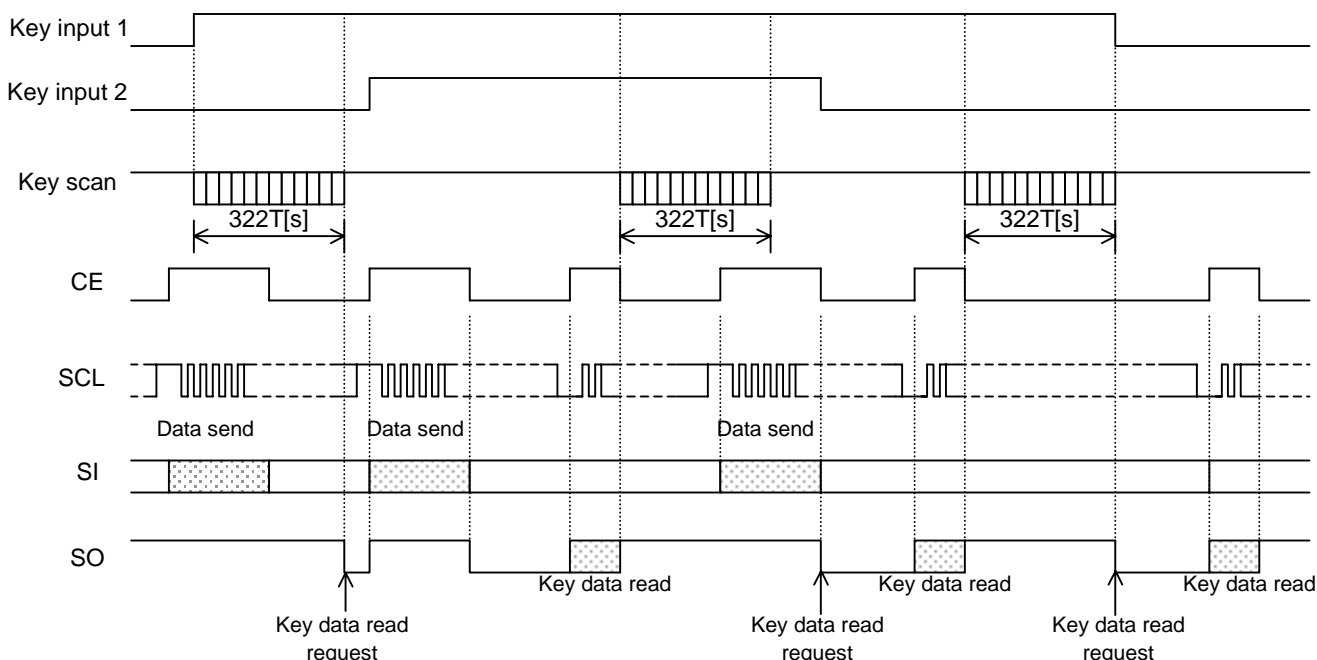 Key input 1
Key input 2
Key scan
322T[s] 322T[s] 322T[s]
CE
SCL
Data send Data send Data send
SI
SO
Key data read Key data read Key data read
Key data read Key data read Key data read
request request request